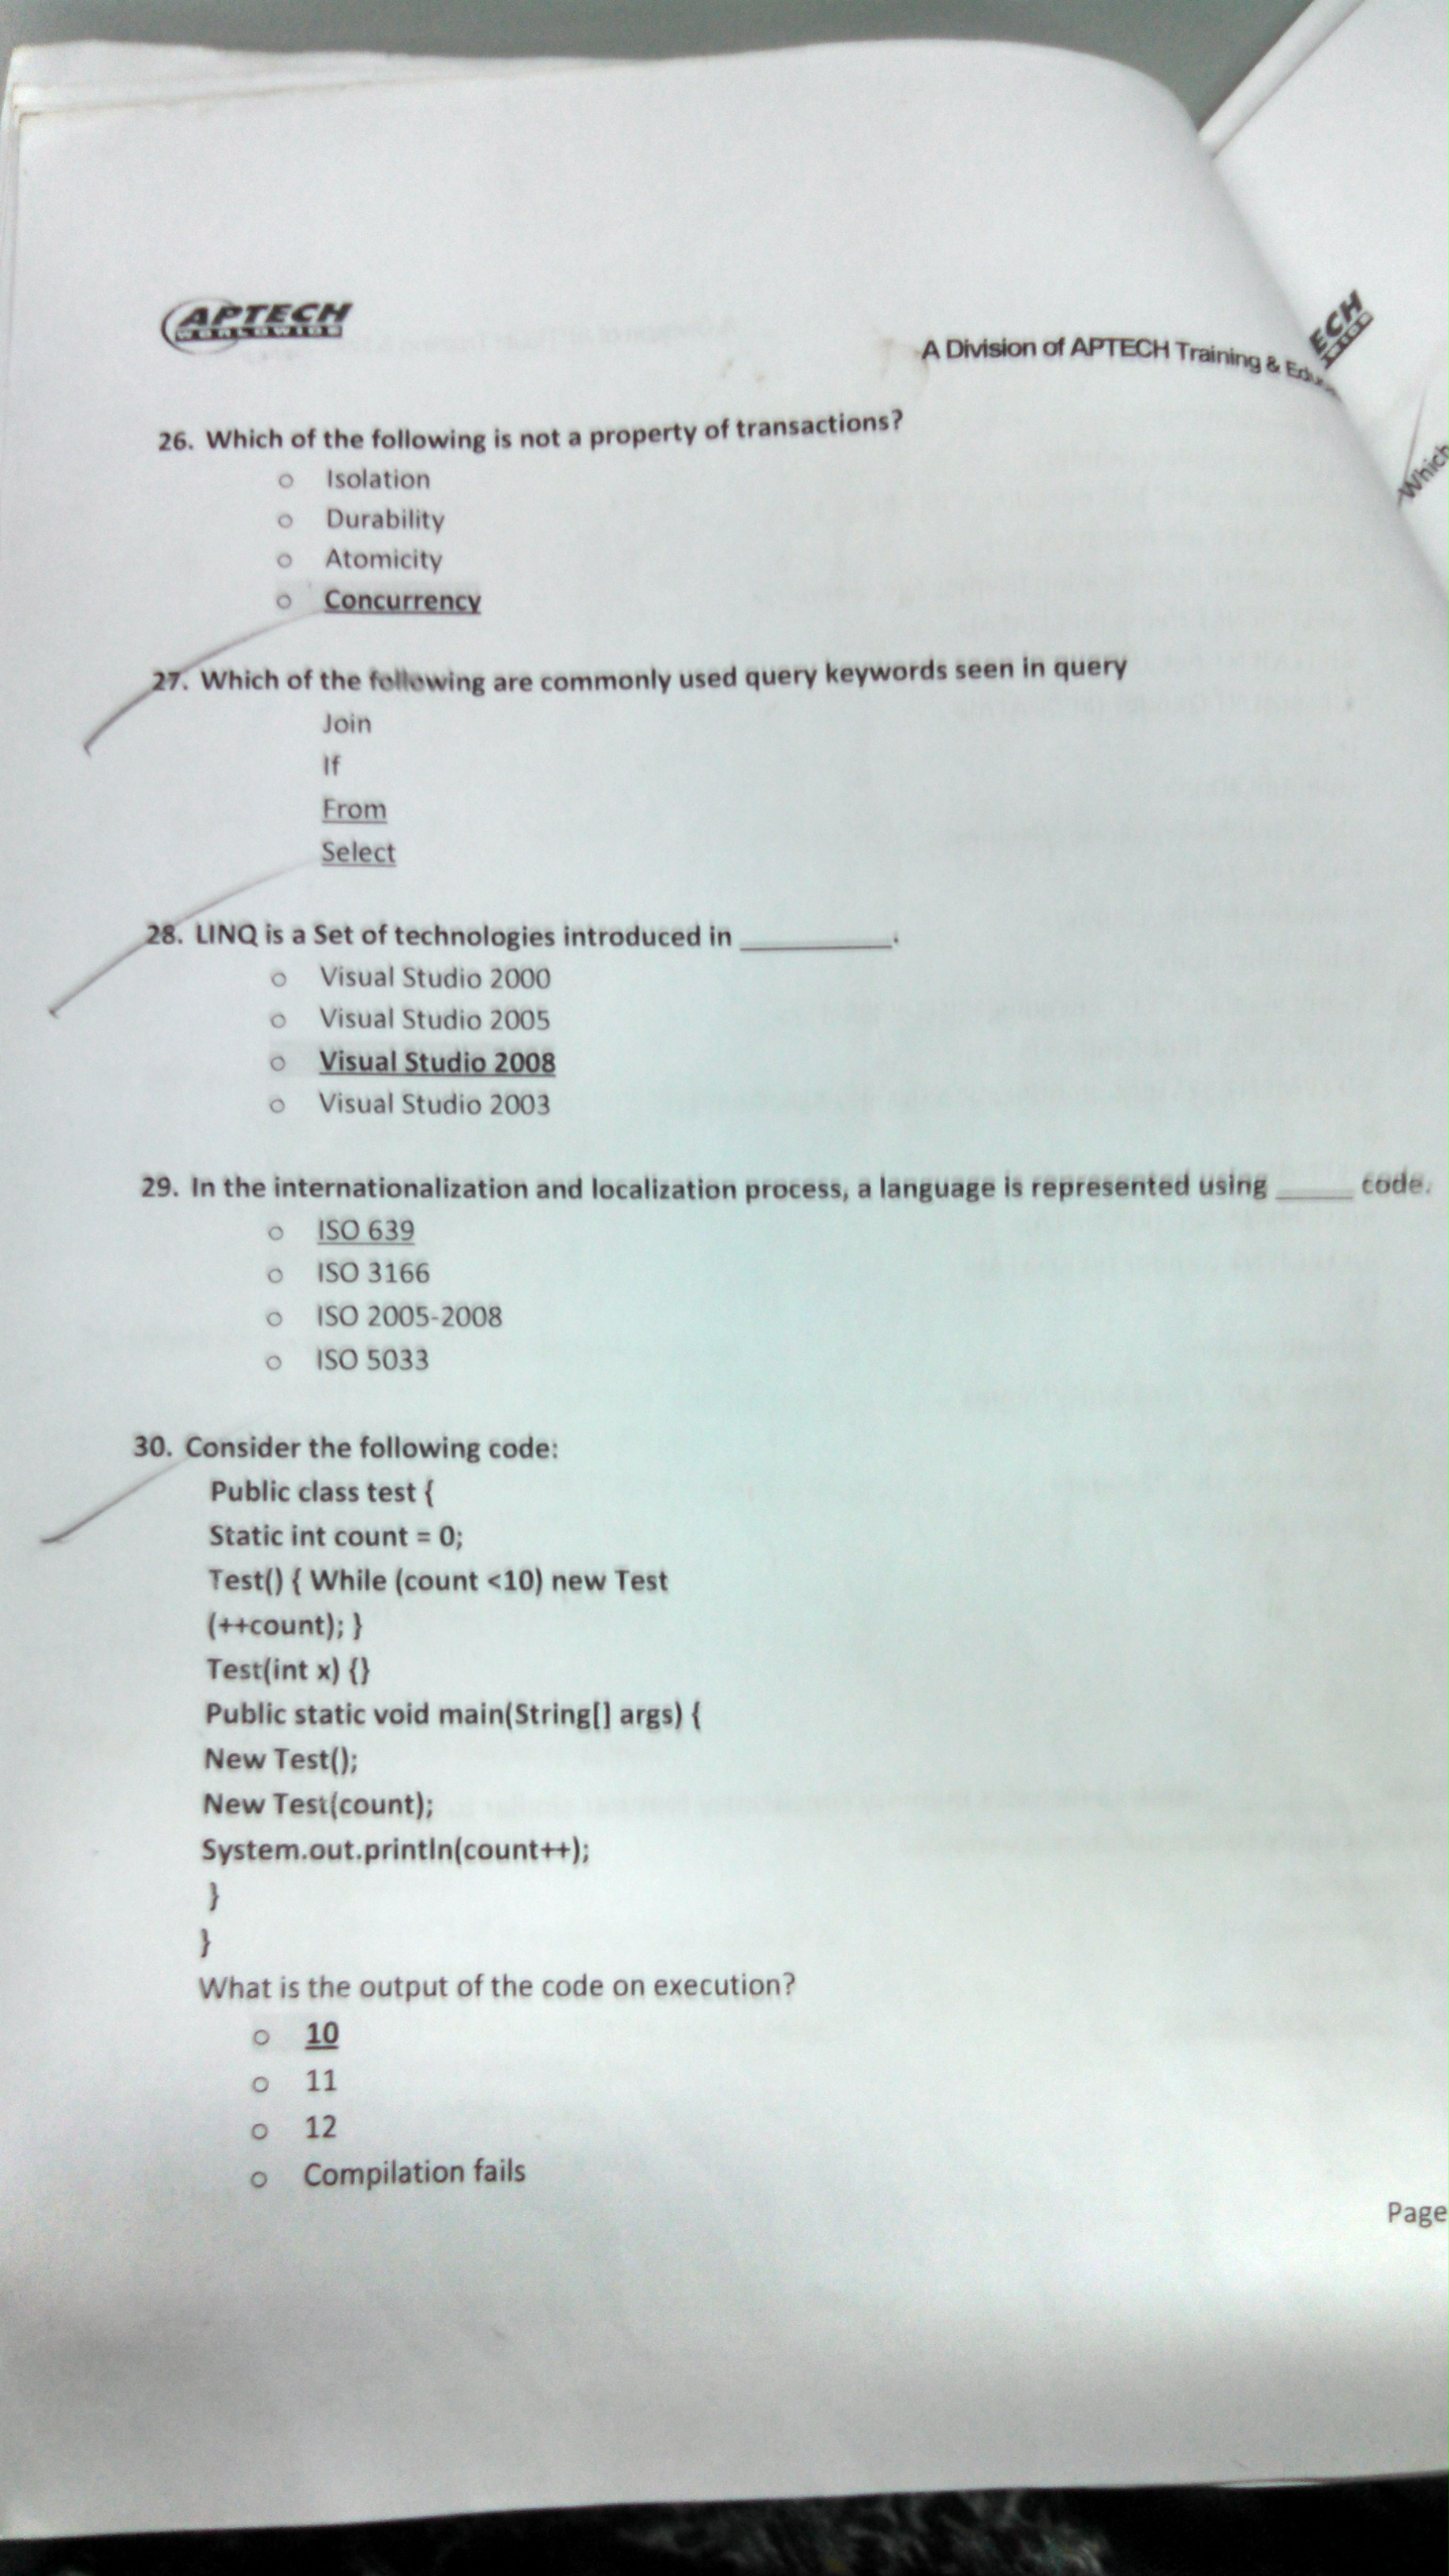 APTECH
WORLDWIDE
A Division of APTECH Training &
ECH
Which
26. Which of the following is not a property of transactions?
o Isolation
o Durability
o Atomicity
o Concurrency
27. Which of the following are commonly used query keywords seen in query
Join
If
From
Select
28. LINQ is a Set of technologies introduced in __________.
o Visual Studio 2000
o Visual Studio 2005
o Visual Studio 2008
o Visual Studio 2003
29. In the internationalization and localization process, a language is represented using _____ code.
o ISO 639
o ISO 3166
o ISO 2005-2008
o ISO 5033
30. Consider the following code:
Public class test {
Static int count = 0;
Test() { While (count <10) new Test
(++count); }
Test(int x) {}
Public static void main(String[] args) {
New Test();
New Test(count);
System.out.println(count++);
}
}
What is the output of the code on execution?
o 10
o 11
o 12
o Compilation fails
Page